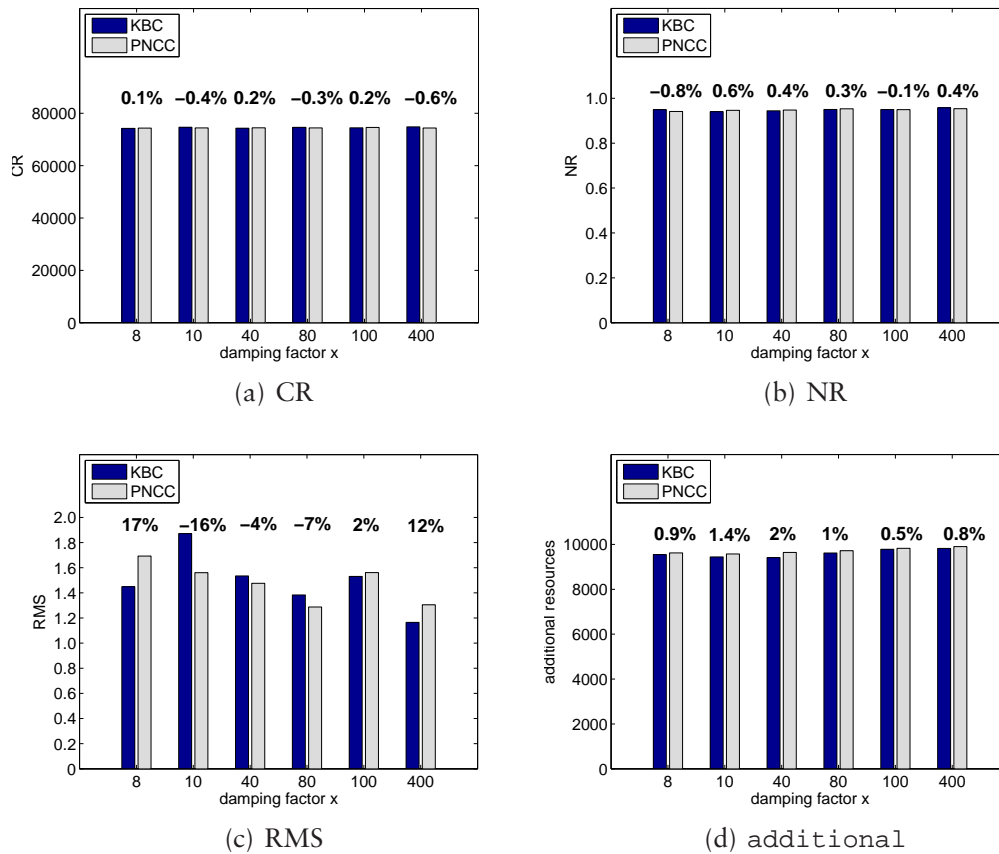 KBC
PNCC
0.1% −0.4% 0.2% −0.3% 0.2% −0.6%
80000
60000
40000
20000
0
CR
8 10 40 80 100 400
damping factor x
(a) CR
KBC
PNCC
−0.8% 0.6% 0.4% 0.3% −0.1% 0.4%
1.0
0.8
0.6
0.4
0.2
0
NR
8 10 40 80 100 400
damping factor x
(b) NR
KBC
PNCC
17% −16% −4% −7% 2% 12%
2.0
1.8
1.6
1.4
1.2
1.0
0.8
0.6
0.4
0.2
0
RMS
8 10 40 80 100 400
damping factor x
(c) RMS
KBC
PNCC
0.9% 1.4% 2% 1% 0.5% 0.8%
10000
8000
6000
4000
2000
0
additional resources
8 10 40 80 100 400
damping factor x
(d) additional